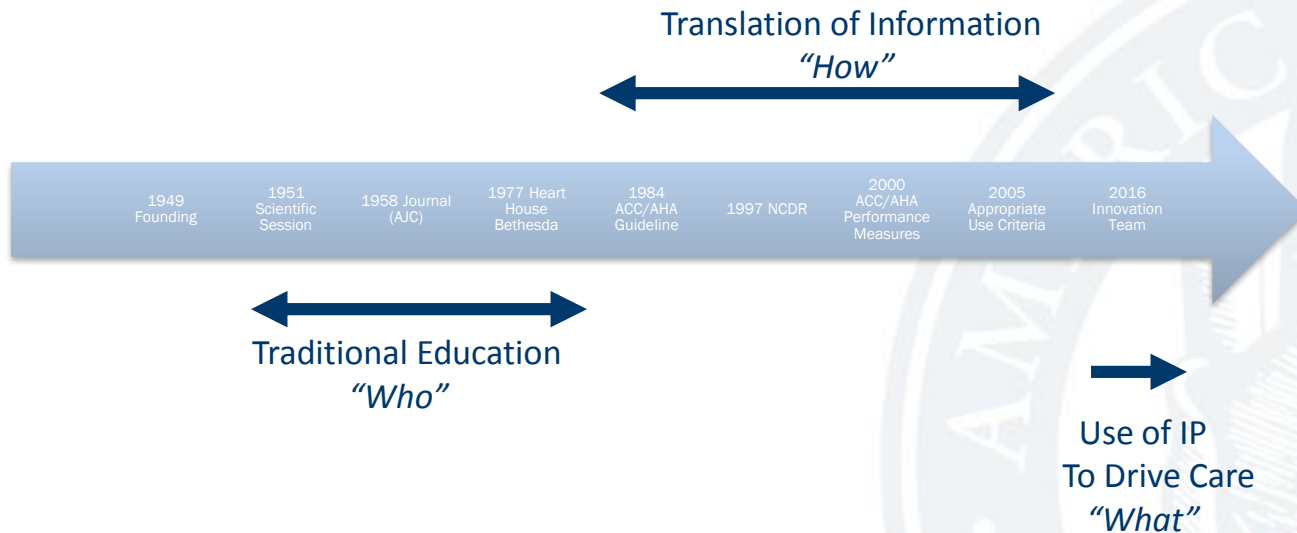 Translation of Information
“How”
1949
Founding
1951
Scientific
Session
1958 Journal
(AJC)
1977 Heart
House
Bethesda
1984
ACC/AHA
Guideline
1997 NCDR
2000
ACC/AHA
Performance
Measures
2005
Appropriate
Use Criteria
2016
Innovation
Team
Traditional Education
“Who”
Use of IP
To Drive Care
“What”
AMERIC